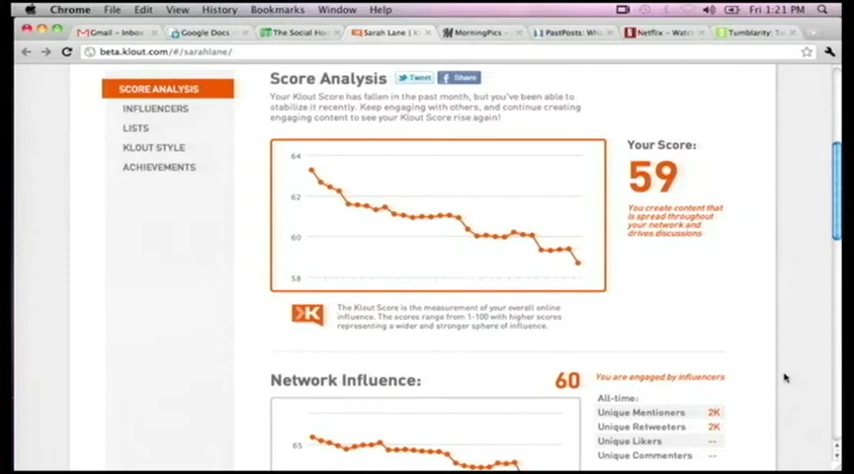 Chrome File Edit View History Bookmarks Window Help Fri 1:21 PM
Gmail – Inbox Google Docs – The Social Ho Sarah Lane | K MorningPics – PastPosts: Wha Netflix – Watch Tumblarity: Tu
beta.klout.com/#/sarahlane/
SCORE ANALYSIS
INFLUENCERS
LISTS
KLOUT STYLE
ACHIEVEMENTS
Score Analysis Tweet Share
Your Klout Score has fallen in the past month, but you've been able to
stabilize it recently. Keep engaging with others, and continue creating
engaging content to see your Klout Score rise again!
64
62
60
58
Your Score:
59
You create content that
is spread throughout
your network and
drives discussions
The Klout Score is the measurement of your overall online
influence. The scores range from 1-100 with higher scores
representing a wider and stronger sphere of influence.
Network Influence: 60
65
You are engaged by influencers
All-time:
Unique Mentioners 2K
Unique Retweeters 2K
Unique Likers --
Unique Commenters --